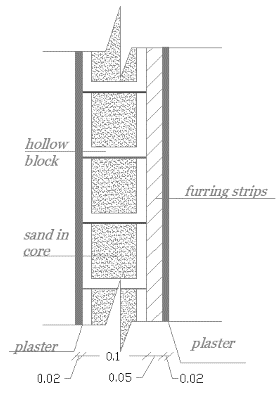 hollow
block
furring strips
sand in
core
plaster
0.1
plaster
0.02
0.05
0.02